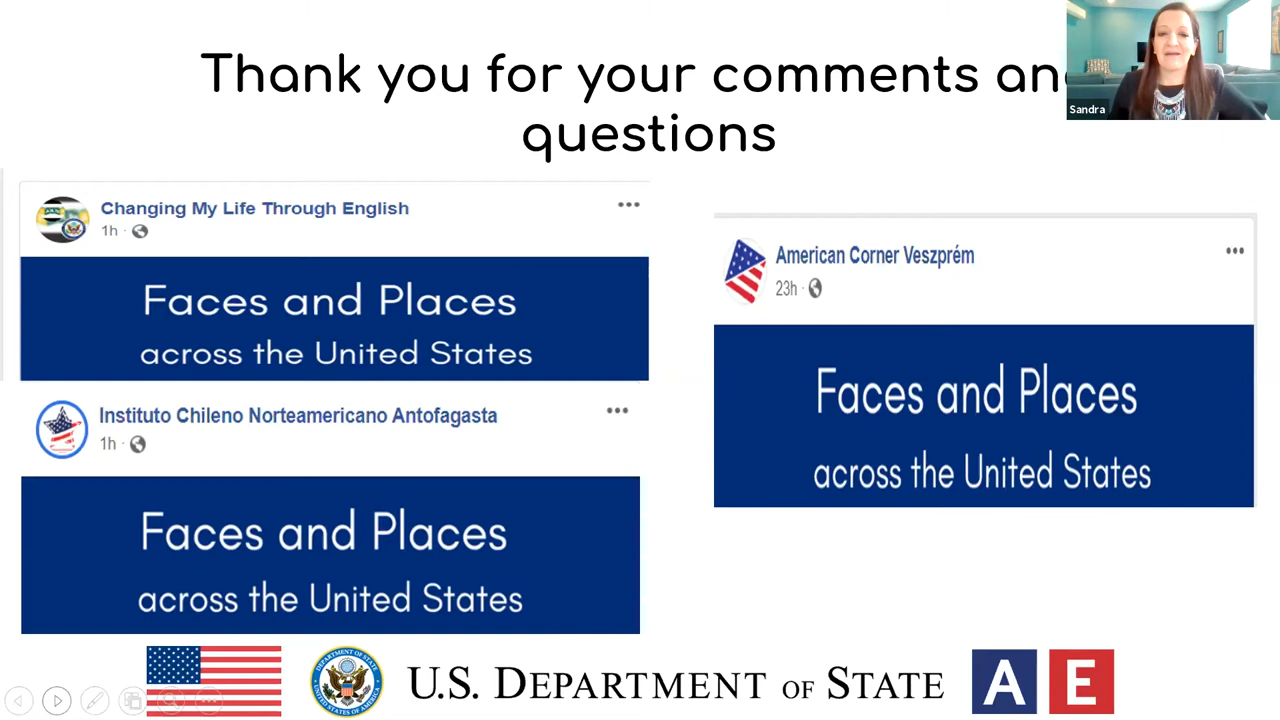 Thank you for your comments an
questions
Sandra
Changing My Life Through English
1h
Faces and Places
across the United States
Instituto Chileno Norteamericano Antofagasta
1h
Faces and Places
across the United States
American Corner Veszprém
23h
Faces and Places
across the United States
U.S. DEPARTMENT OF STATE
A E